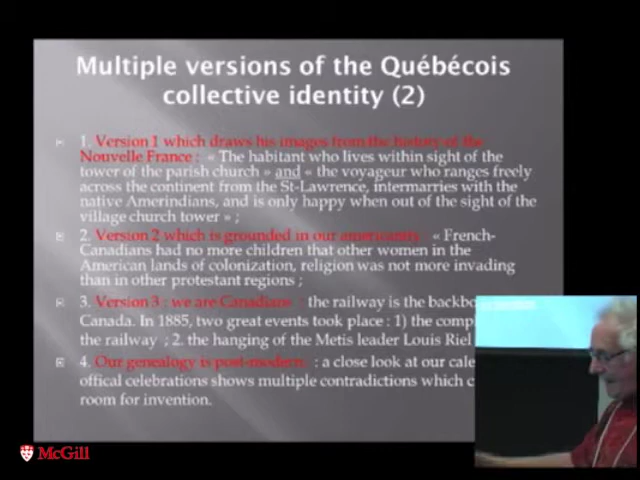 Multiple versions of the Québécois
collective identity (2)
1. Version 1 which draws his images from the history of the
Nouvelle France : « The habitant who lives within sight of the
tower of the parish church » and « the voyageur who ranges freely
across the continent from the St-Lawrence, intermarries with the
native Amerindians, and is only happy when out of the sight of the
village church tower » ;
2. Version 2 which is grounded in our americanity : « French-
Canadians had no more children that other women in the
American lands of colonization, religion was not more invading
than in other protestant regions ;
3. Version 3 : we are Canadians : the railway is the backbo
Canada. In 1885, two great events took place : 1) the comp
the railway ; 2. the hanging of the Metis leader Louis Riel
4. Our genealogy is post-modern : a close look at our cale
offical celebrations shows multiple contradictions which c
room for invention.
McGill